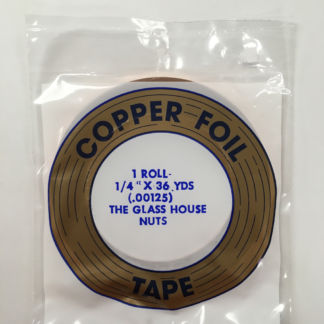 COPPER FOIL
1 ROLL-
1/4" X 36 YDS
(.00125)
THE GLASS HOUSE
NUTS
TAPE